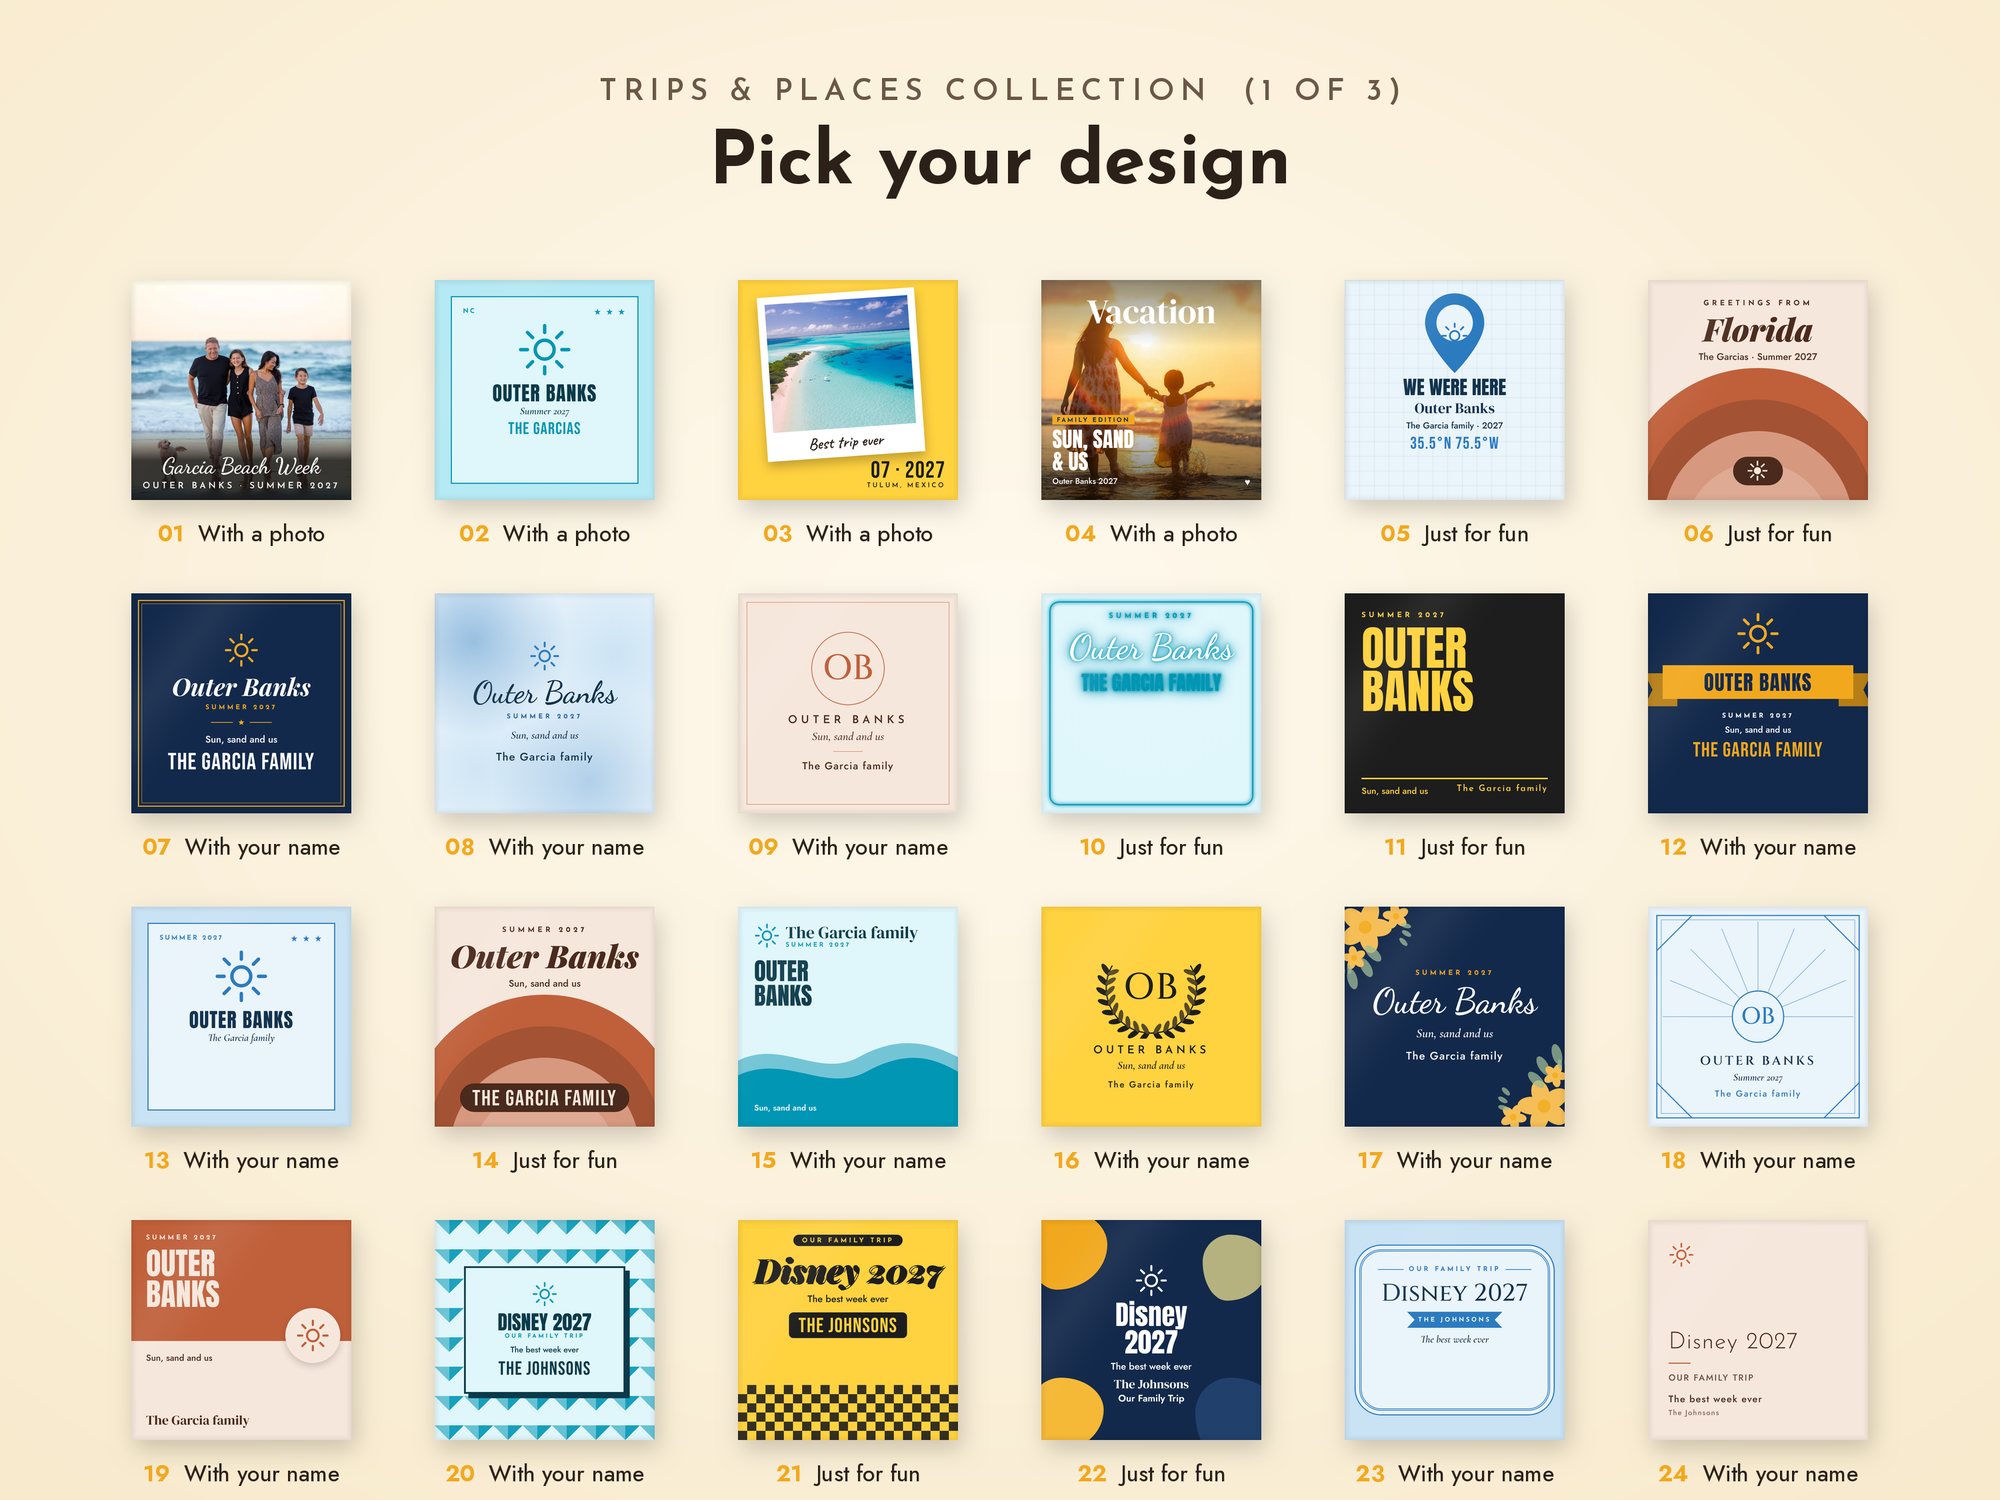 TRIPS & PLACES COLLECTION (1 OF 3)
Pick your design
Garcia Beach Week
OUTER BANKS · SUMMER 2027
01 With a photo
NC
★ ★ ★
OUTER BANKS
Summer 2027
THE GARCIAS
02 With a photo
Best trip ever
07 · 2027
TULUM, MEXICO
03 With a photo
Vacation
FAMILY EDITION
SUN, SAND
& US
Outer Banks 2027
♥
04 With a photo
WE WERE HERE
Outer Banks
The Garcia family · 2027
35.5°N 75.5°W
05 Just for fun
GREETINGS FROM
Florida
The Garcias · Summer 2027
06 Just for fun
Outer Banks
SUMMER 2027
Sun, sand and us
THE GARCIA FAMILY
07 With your name
Outer Banks
SUMMER 2027
Sun, sand and us
The Garcia family
08 With your name
OB
OUTER BANKS
Sun, sand and us
The Garcia family
09 With your name
SUMMER 2027
Outer Banks
THE GARCIA FAMILY
10 Just for fun
SUMMER 2027
OUTER
BANKS
Sun, sand and us
The Garcia family
11 Just for fun
OUTER BANKS
SUMMER 2027
Sun, sand and us
THE GARCIA FAMILY
12 With your name
SUMMER 2027
★ ★ ★
OUTER BANKS
The Garcia family
13 With your name
SUMMER 2027
Outer Banks
Sun, sand and us
THE GARCIA FAMILY
14 Just for fun
The Garcia family
SUMMER 2027
OUTER
BANKS
Sun, sand and us
15 With your name
OB
OUTER BANKS
Sun, sand and us
The Garcia family
16 With your name
SUMMER 2027
Outer Banks
Sun, sand and us
The Garcia family
17 With your name
OB
OUTER BANKS
Summer 2027
The Garcia family
18 With your name
SUMMER 2027
OUTER
BANKS
Sun, sand and us
The Garcia family
19 With your name
DISNEY 2027
OUR FAMILY TRIP
The best week ever
THE JOHNSONS
20 With your name
OUR FAMILY TRIP
Disney 2027
The best week ever
THE JOHNSONS
21 Just for fun
Disney
2027
The best week ever
The Johnsons
Our Family Trip
22 Just for fun
OUR FAMILY TRIP
DISNEY 2027
THE JOHNSONS
The best week ever
23 With your name
Disney 2027
OUR FAMILY TRIP
The best week ever
The Johnsons
24 With your name